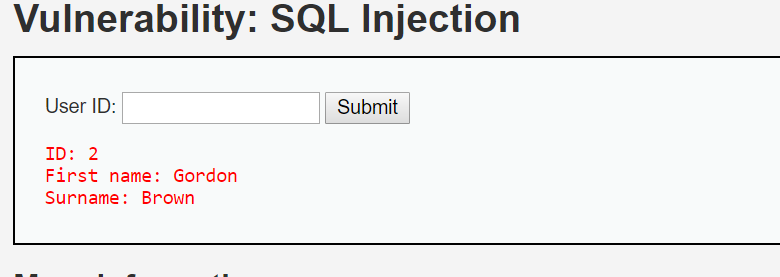 Vulnerability: SQL Injection
User ID: Submit
ID: 2
First name: Gordon
Surname: Brown